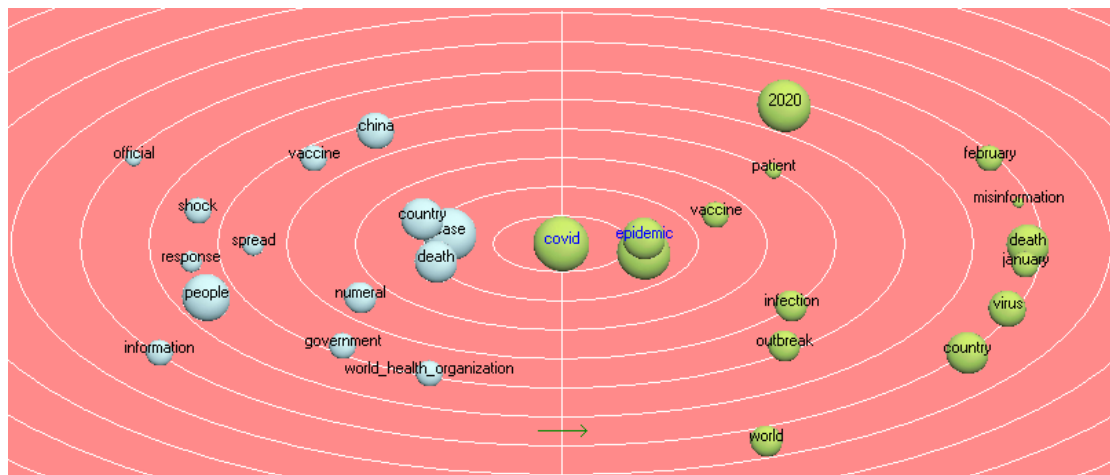 2020
china
official
vaccine
february
patient
misinformation
shock
country
vaccine
ase
epidemic
covid
spread
death
response
death
january
people
numeral
infection
virus
information
government
outbreak
country
world_health_organization
world